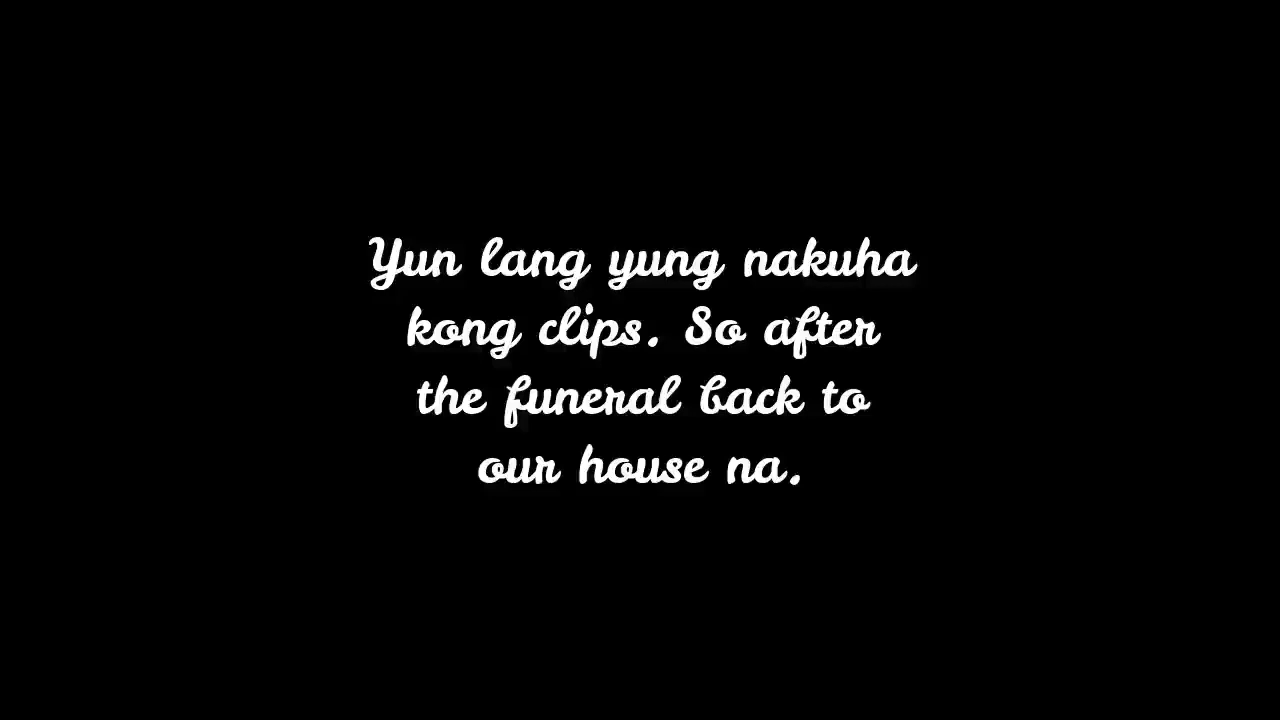 Yun lang yung nakuha
kong clips. So after
the funeral back to
our house na.